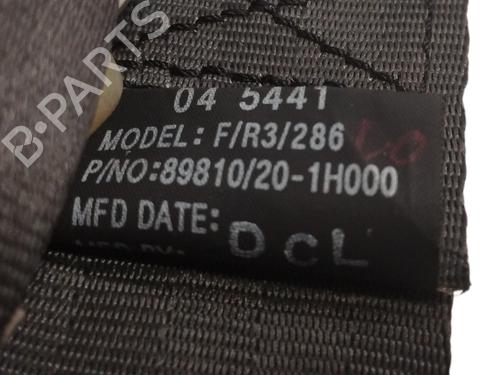 B-PARTS
04 5441
MODEL: F/R3/286
P/NO:89810/20-1H000
MFD DATE:
DCL